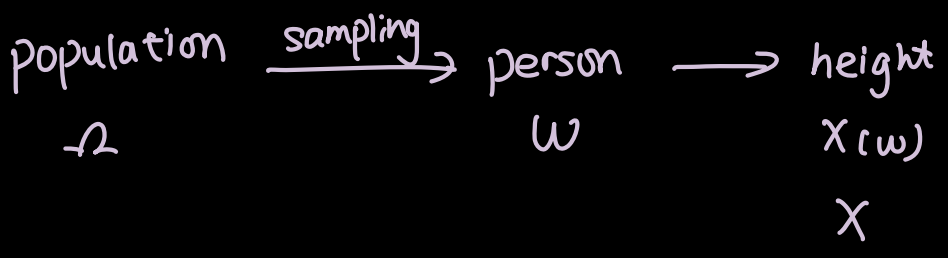 population sampling person height
Ω ω X(ω)
X